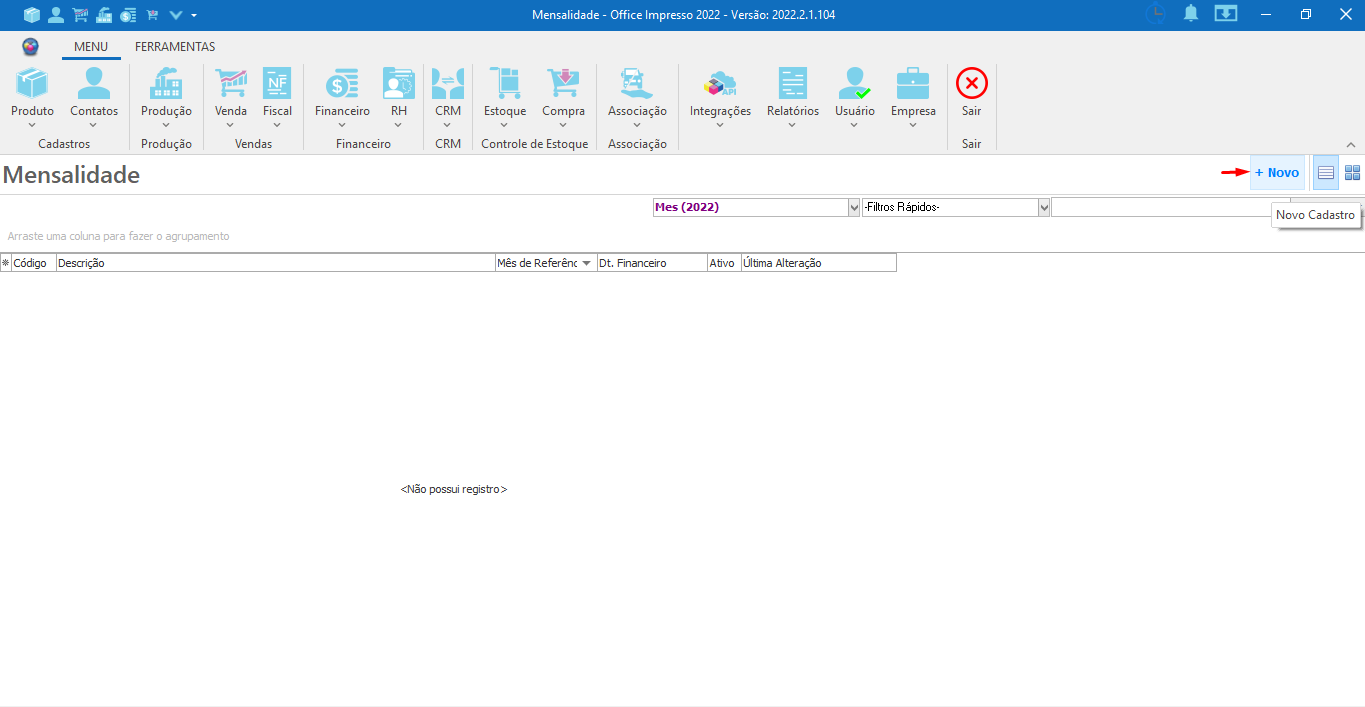 Mensalidade - Office Impresso 2022 - Versão: 2022.2.1.104
MENU FERRAMENTAS
NF API
Produto Contatos Produção Venda Fiscal Financeiro RH CRM Estoque Compra Associação Integrações Relatórios Usuário Empresa Sair
Cadastros Produção Vendas Financeiro CRM Controle de Estoque Associação Sair
Mensalidade + Novo
Mes (2022) -Filtros Rápidos-
Novo Cadastro
Arraste uma coluna para fazer o agrupamento
Código Descrição Mês de Referênc Dt. Financeiro Ativo Última Alteração
<Não possui registro>